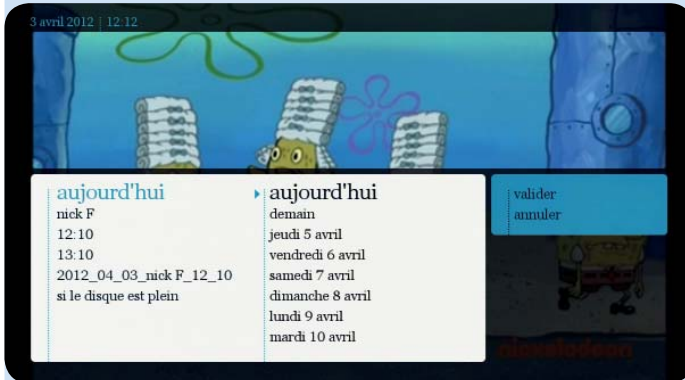 3 avril 2012 | 12:12
aujourd'hui
nick F
12:10
13:10
2012_04_03_nick F_12_10
si le disque est plein
aujourd'hui
demain
jeudi 5 avril
vendredi 6 avril
samedi 7 avril
dimanche 8 avril
lundi 9 avril
mardi 10 avril
valider
annuler
nickelodeon